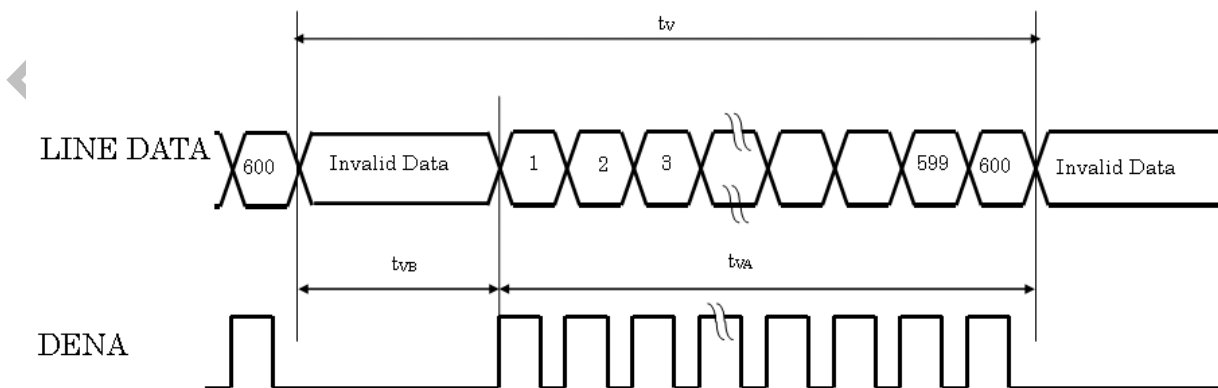 tV
LINE DATA 600 Invalid Data 1 2 3 599 600 Invalid Data
tVB tVA
DENA